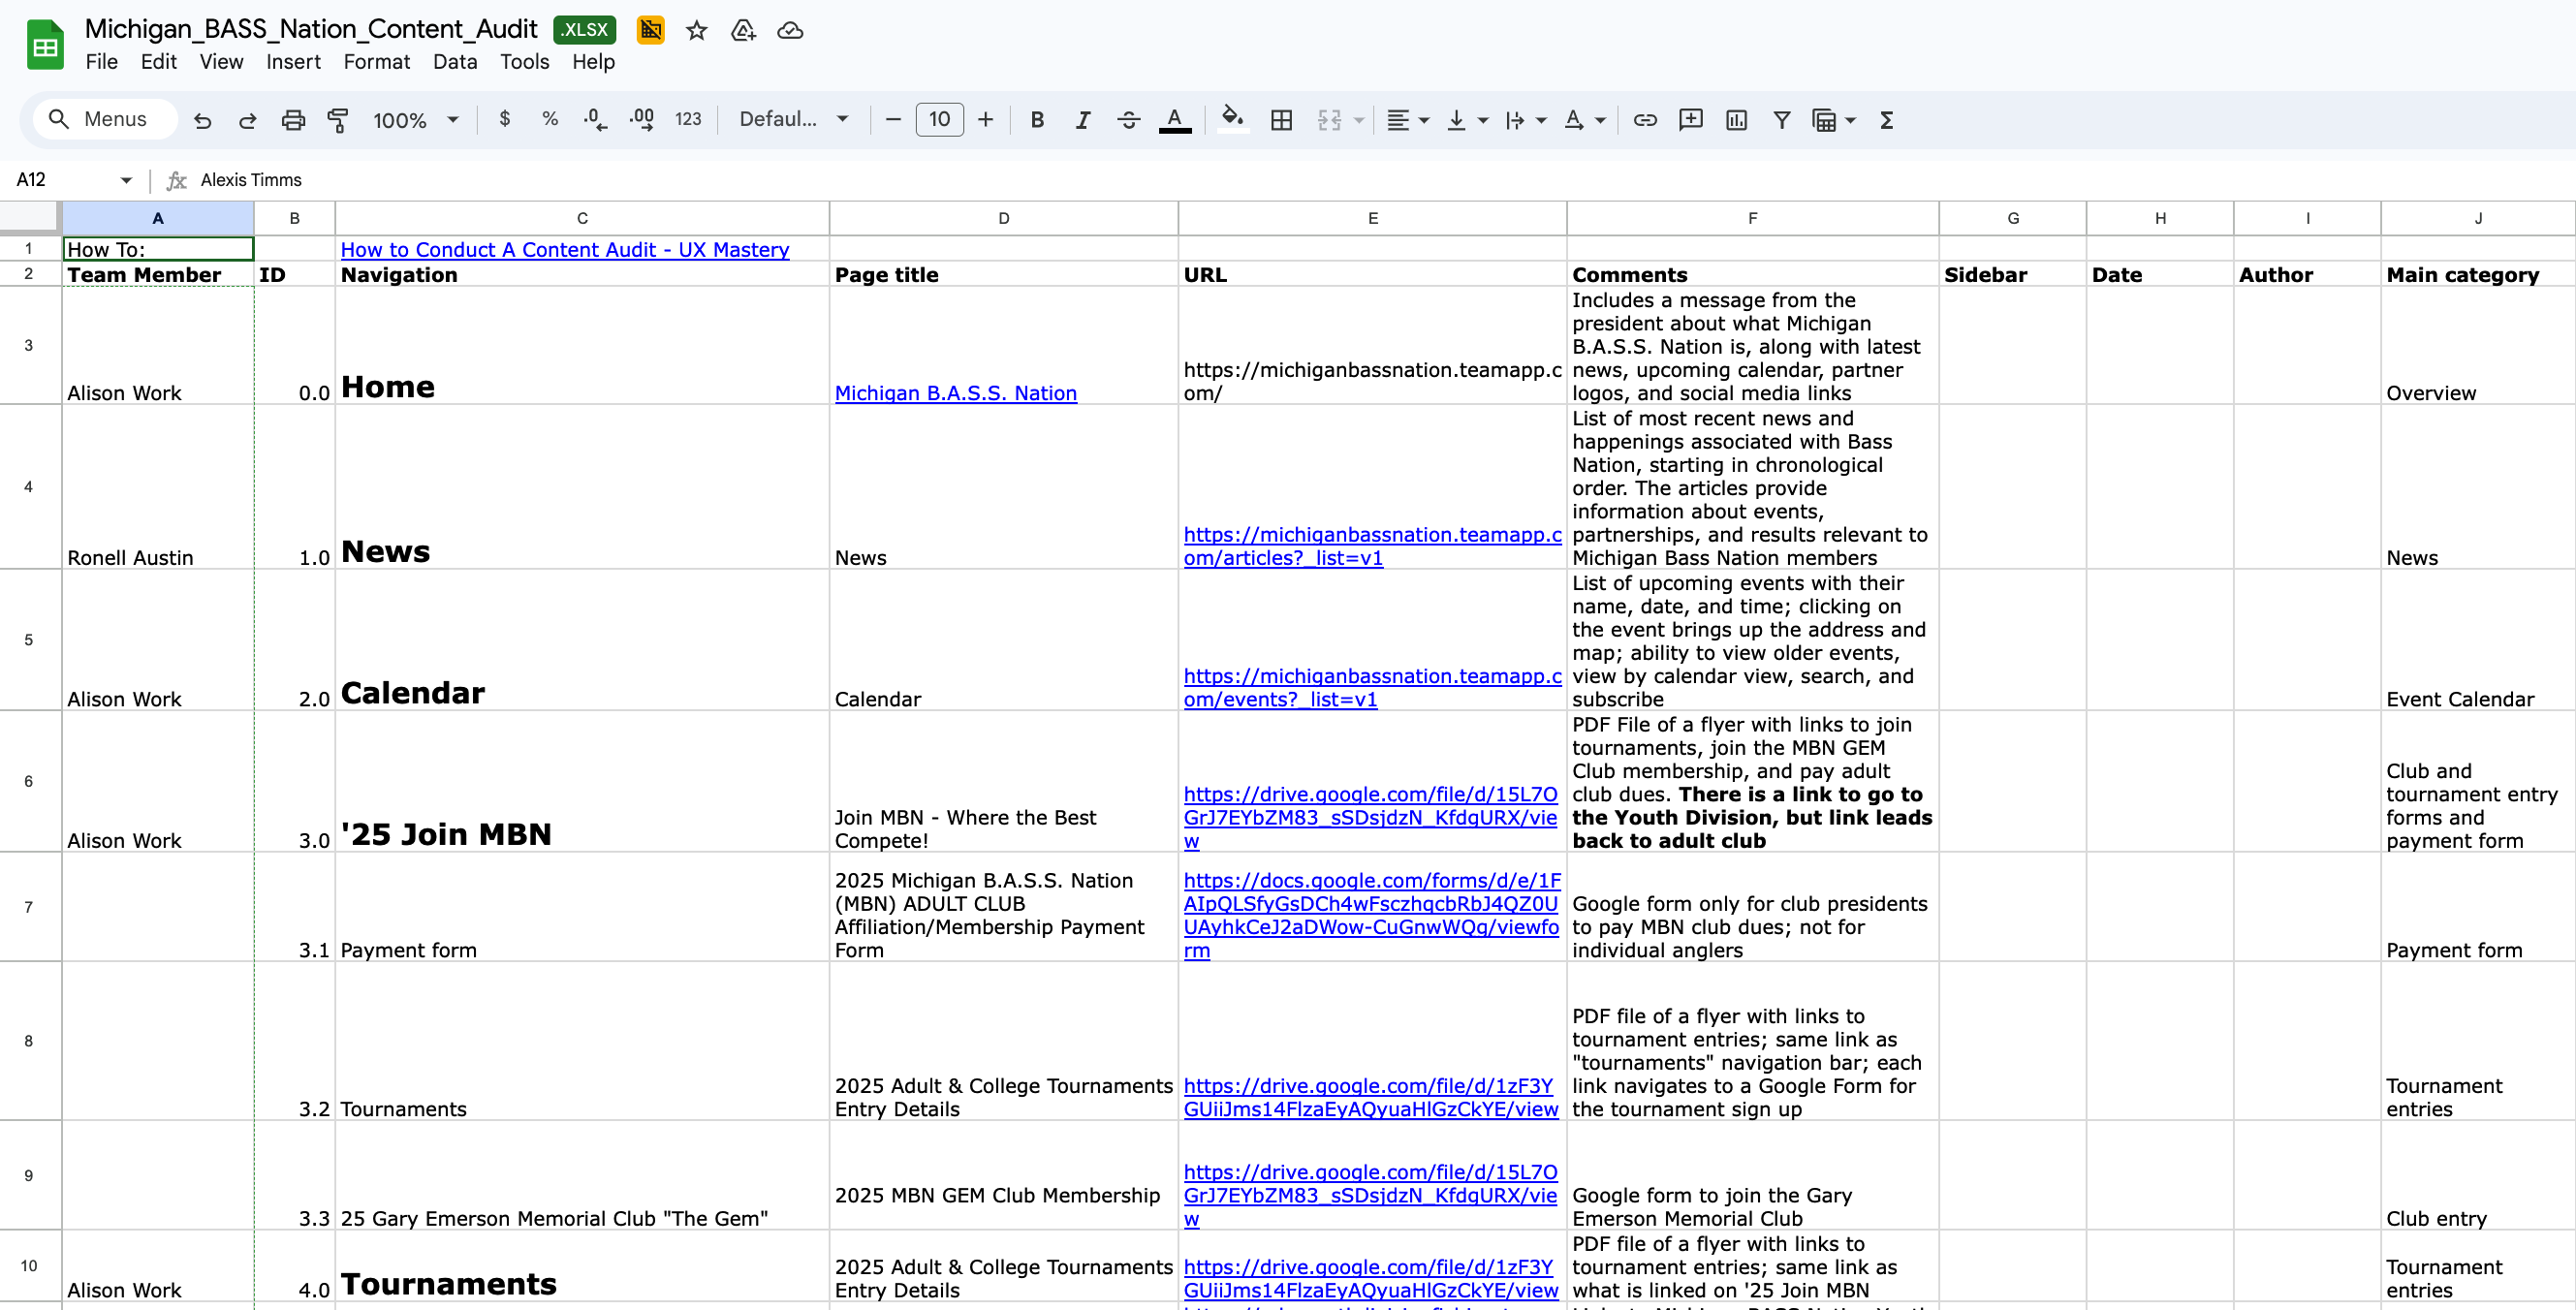 Michigan_BASS_Nation_Content_Audit .XLSX
File Edit View Insert Format Data Tools Help
Menus 100% $ % .0 .00 123 Defaul... 10 B I S A
A12 fx Alexis Timms
A B C D E F G H I J
1 How To: How to Conduct A Content Audit - UX Mastery
2 Team Member ID Navigation Page title URL Comments Sidebar Date Author Main category
3
Alison Work
0.0
Home
Michigan B.A.S.S. Nation
https://michiganbassnation.teamapp.c
om/
Includes a message from the
president about what Michigan
B.A.S.S. Nation is, along with latest
news, upcoming calendar, partner
logos, and social media links
Overview
4
Ronell Austin
1.0
News
News
https://michiganbassnation.teamapp.c
om/articles?_list=v1
List of most recent news and
happenings associated with Bass
Nation, starting in chronological
order. The articles provide
information about events,
partnerships, and results relevant to
Michigan Bass Nation members
News
5
Alison Work
2.0
Calendar
Calendar
https://michiganbassnation.teamapp.c
om/events?_list=v1
List of upcoming events with their
name, date, and time; clicking on
the event brings up the address and
map; ability to view older events,
view by calendar view, search, and
subscribe
Event Calendar
6
Alison Work
3.0
'25 Join MBN
Join MBN - Where the Best
Compete!
https://drive.google.com/file/d/15L7O
GrJ7EYbZM83_sSDsjdzN_KfdgURX/vie
w
PDF File of a flyer with links to join
tournaments, join the MBN GEM
Club membership, and pay adult
club dues. There is a link to go to
the Youth Division, but link leads
back to adult club
Club and
tournament entry
forms and
payment form
7
3.1
Payment form
2025 Michigan B.A.S.S. Nation
(MBN) ADULT CLUB
Affiliation/Membership Payment
Form
https://docs.google.com/forms/d/e/1F
AIpQLSfyGsDCh4wFsczhqcbRbJ4QZ0U
UAyhkCeJ2aDWow-CuGnwWQg/viewfo
rm
Google form only for club presidents
to pay MBN club dues; not for
individual anglers
Payment form
8
3.2
Tournaments
2025 Adult & College Tournaments
Entry Details
https://drive.google.com/file/d/1zF3Y
GUiiJms14FlzaEyAQyuaHlGzCkYE/view
PDF file of a flyer with links to
tournament entries; same link as
"tournaments" navigation bar; each
link navigates to a Google Form for
the tournament sign up
Tournament
entries
9
3.3
25 Gary Emerson Memorial Club "The Gem"
2025 MBN GEM Club Membership
https://drive.google.com/file/d/15L7O
GrJ7EYbZM83_sSDsjdzN_KfdgURX/vie
w
Google form to join the Gary
Emerson Memorial Club
Club entry
10
Alison Work
4.0
Tournaments
2025 Adult & College Tournaments
Entry Details
https://drive.google.com/file/d/1zF3Y
GUiiJms14FlzaEyAQyuaHlGzCkYE/view
PDF file of a flyer with links to
tournament entries; same link as
what is linked on '25 Join MBN
Tournament
entries